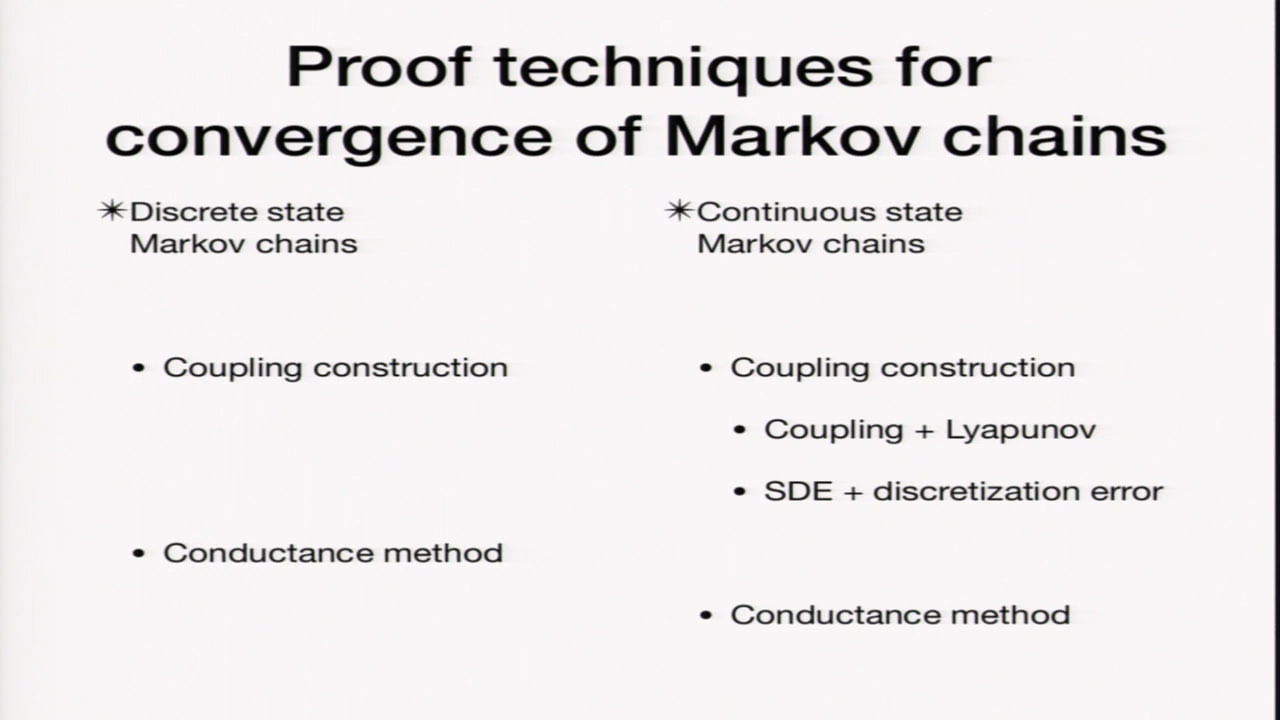 Proof techniques for
convergence of Markov chains
✴Discrete state
Markov chains
• Coupling construction
• Conductance method
✴Continuous state
Markov chains
• Coupling construction
• Coupling + Lyapunov
• SDE + discretization error
• Conductance method